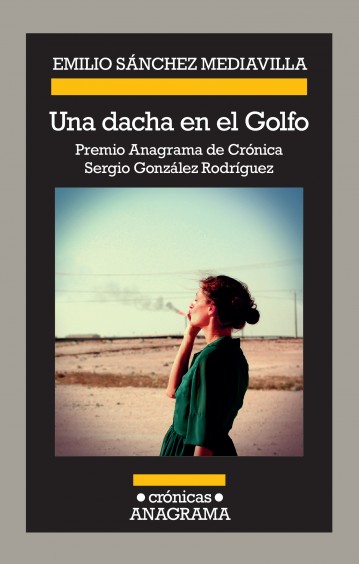 EMILIO SÁNCHEZ MEDIAVILLA
Una dacha en el Golfo
Premio Anagrama de Crónica
Sergio González Rodríguez
● crónicas ●
ANAGRAMA